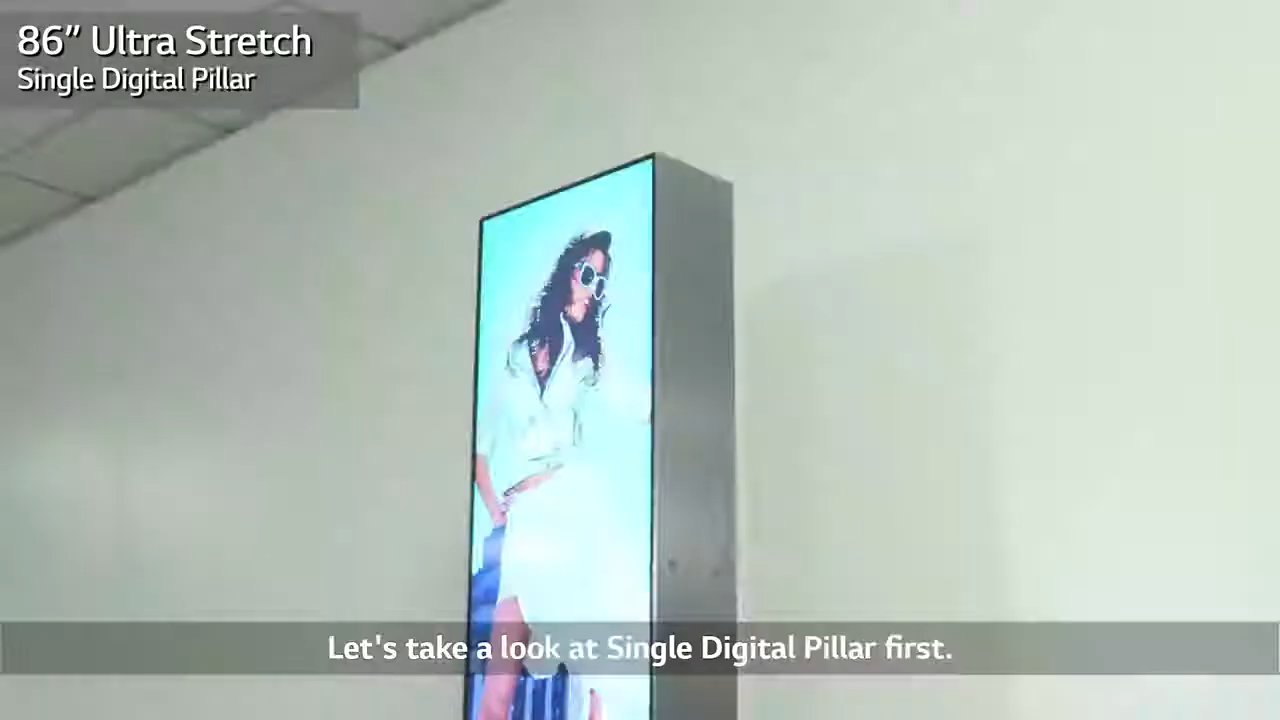 86” Ultra Stretch
Single Digital Pillar
Let's take a look at Single Digital Pillar first.